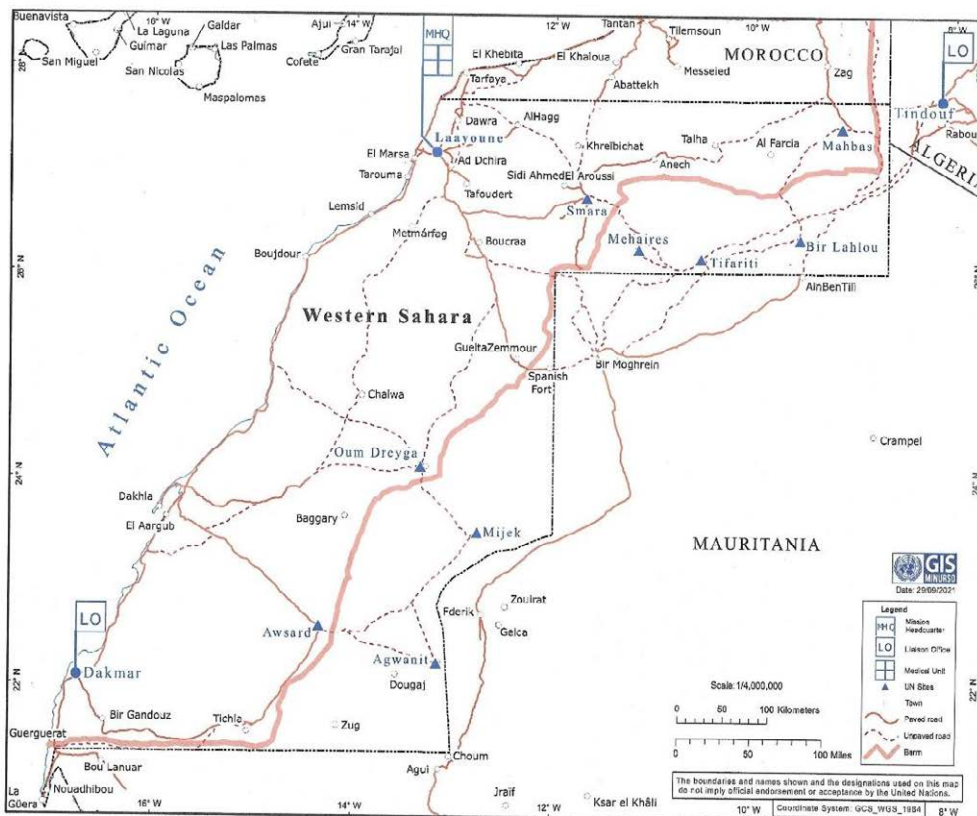 Buenavista
La Laguna
Guimar
San Miguel
Galdar
Las Palmas
San Nicolas
Maspalomas
10° W
Ajui
14° W
Gran Tarajal
Cofete
MHQ
12 °W
10° W
8° W
LO
Tantan
Tilemsoun
El Khebita
El Khaloua
Messeied
MOROCCO
Zag
Tarfaya
Abattekh
Tindouf
Rabou
ALGERIA
Dawra
AlHagg
Laayoune
El Marsa
Ad Dchira
Khreibichat
Talha
Al Farcia
Mahbas
Tarouma
Tafoudert
Sidi Ahmed El Aroussi
Anech
Lemsid
Smara
Metmárfag
Boucraa
Mehaires
Tifariti
Bir Lahlou
Boujdour
AinBenTili
Atlantic Ocean
Western Sahara
GueltaZemmour
Spanish
Fort
Bir Moghrein
Chalwa
Crampel
Oum Dreyga
Dakhla
El Aargub
Baggary
Mijek
MAURITANIA
Zouirat
Fderik
Galca
LO
Awsard
Agwanit
Dougaj
Dakmar
Bir Gandouz
Tichla
Zug
Guerguerat
Bou Lanuar
Choum
Agui
La
Güera
Nouadhibou
Jraif
Ksar el Khâli
26° N
24° N
22° N
26° N
24° N
22° N
16° W
14° W
12° W
10° W
8° W
GIS
MINURSO
Date: 29/09/2021
Legend
MHQ
Mission
Headquarter
LO
Liaison Office
Medical Unit
UN Sites
Town
Paved road
Unpaved road
Berm
Scale: 1/4,000,000
100 50 0 100 Kilometers
100 50 0 100 Miles
The boundaries and names shown and the designations used on this map
do not imply official endorsement or acceptance by the United Nations.
Coordinate System: GCS_WGS_1984